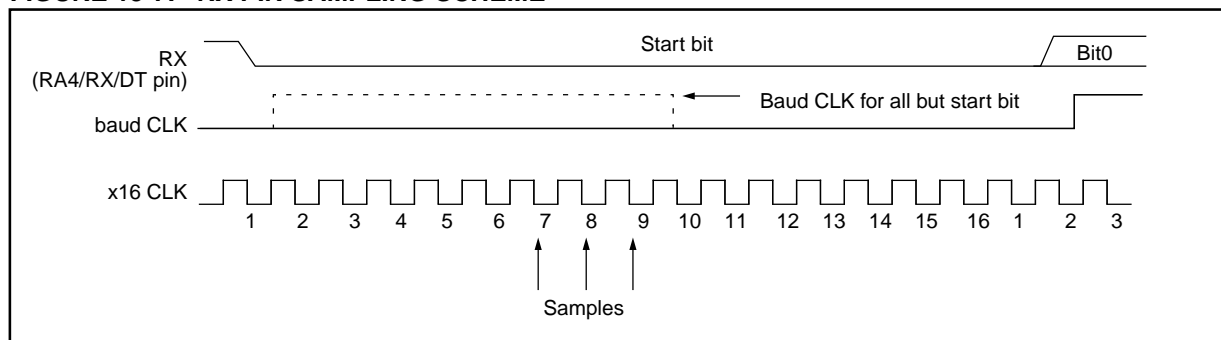 Start bit
RX
(RA4/RX/DT pin)
Bit0
Baud CLK for all but start bit
baud CLK
x16 CLK
1 2 3 4 5 6 7 8 9 10 11 12 13 14 15 16 1 2 3
Samples